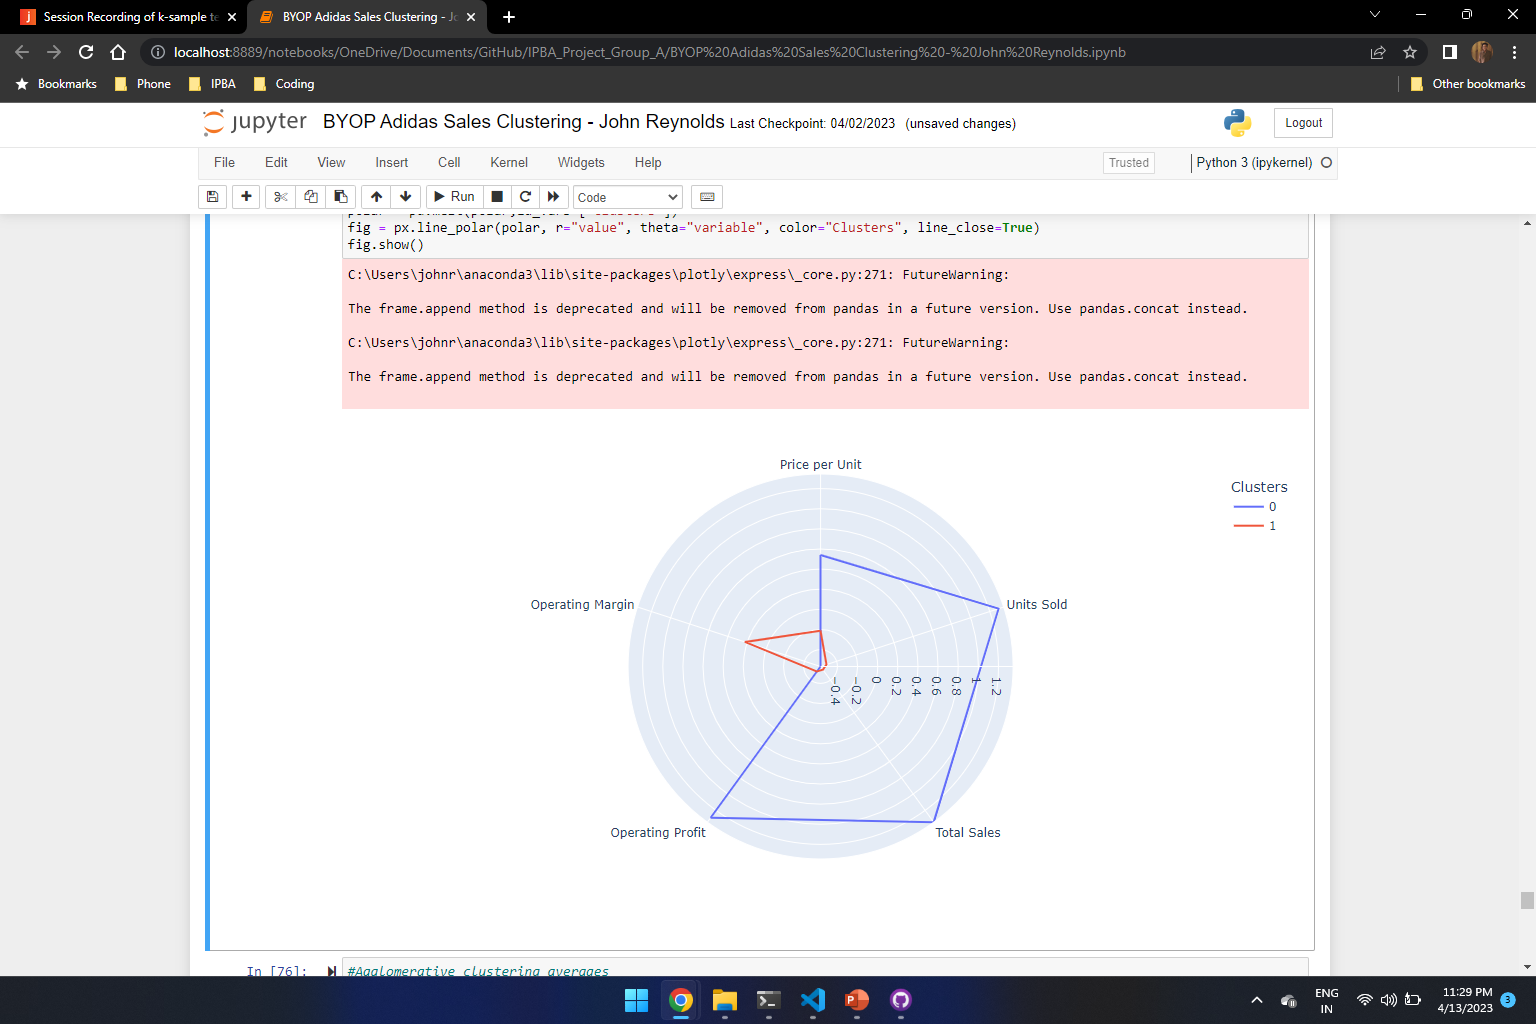 Session Recording of k-sample te
BYOP Adidas Sales Clustering - Jo
localhost:8889/notebooks/OneDrive/Documents/GitHub/IPBA_Project_Group_A/BYOP%20Adidas%20Sales%20Clustering%20-%20John%20Reynolds.ipynb
Bookmarks Phone IPBA Coding Other bookmarks
jupyter BYOP Adidas Sales Clustering - John Reynolds Last Checkpoint: 04/02/2023 (unsaved changes) Logout
File Edit View Insert Cell Kernel Widgets Help Trusted Python 3 (ipykernel)
Run Code
fig = px.line_polar(polar, r="value", theta="variable", color="Clusters", line_close=True)
fig.show()
C:\Users\johnr\anaconda3\lib\site-packages\plotly\express\_core.py:271: FutureWarning:
The frame.append method is deprecated and will be removed from pandas in a future version. Use pandas.concat instead.
C:\Users\johnr\anaconda3\lib\site-packages\plotly\express\_core.py:271: FutureWarning:
The frame.append method is deprecated and will be removed from pandas in a future version. Use pandas.concat instead.
Price per Unit
Clusters
0
1
Operating Margin
Units Sold
−0.4 −0.2 0 0.2 0.4 0.6 0.8 1 1.2
Operating Profit
Total Sales
In [76]: #Agglomerative clustering averages
ENG
IN
11:29 PM
4/13/2023
3